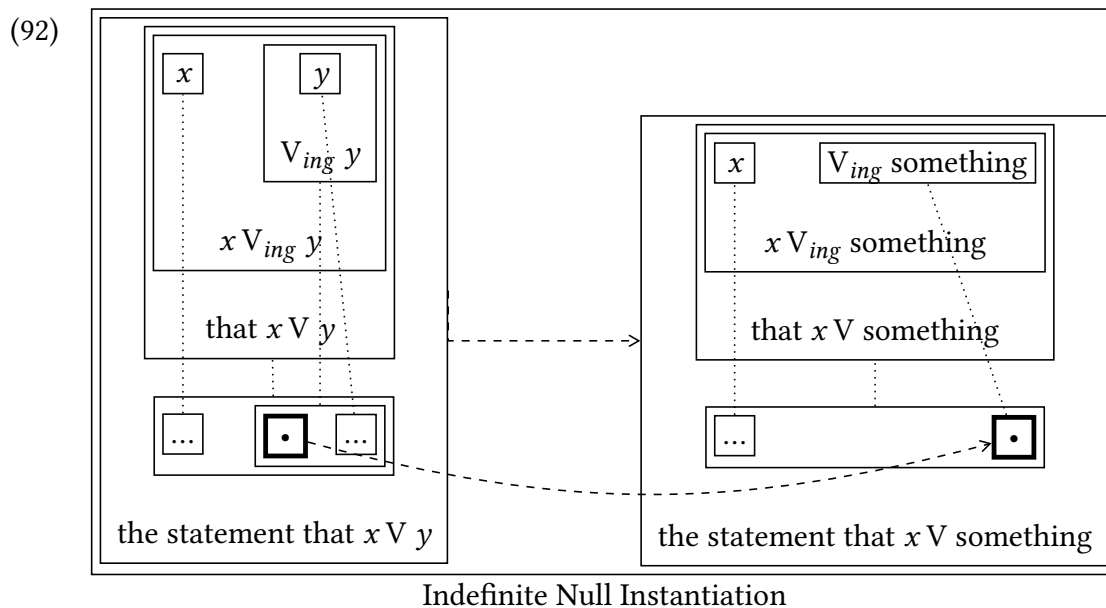 (92)
x
y
V_ing y
x V_ing y
that x V y
...
•
...
the statement that x V y
x
V_ing something
x V_ing something
that x V something
...
•
the statement that x V something
Indefinite Null Instantiation